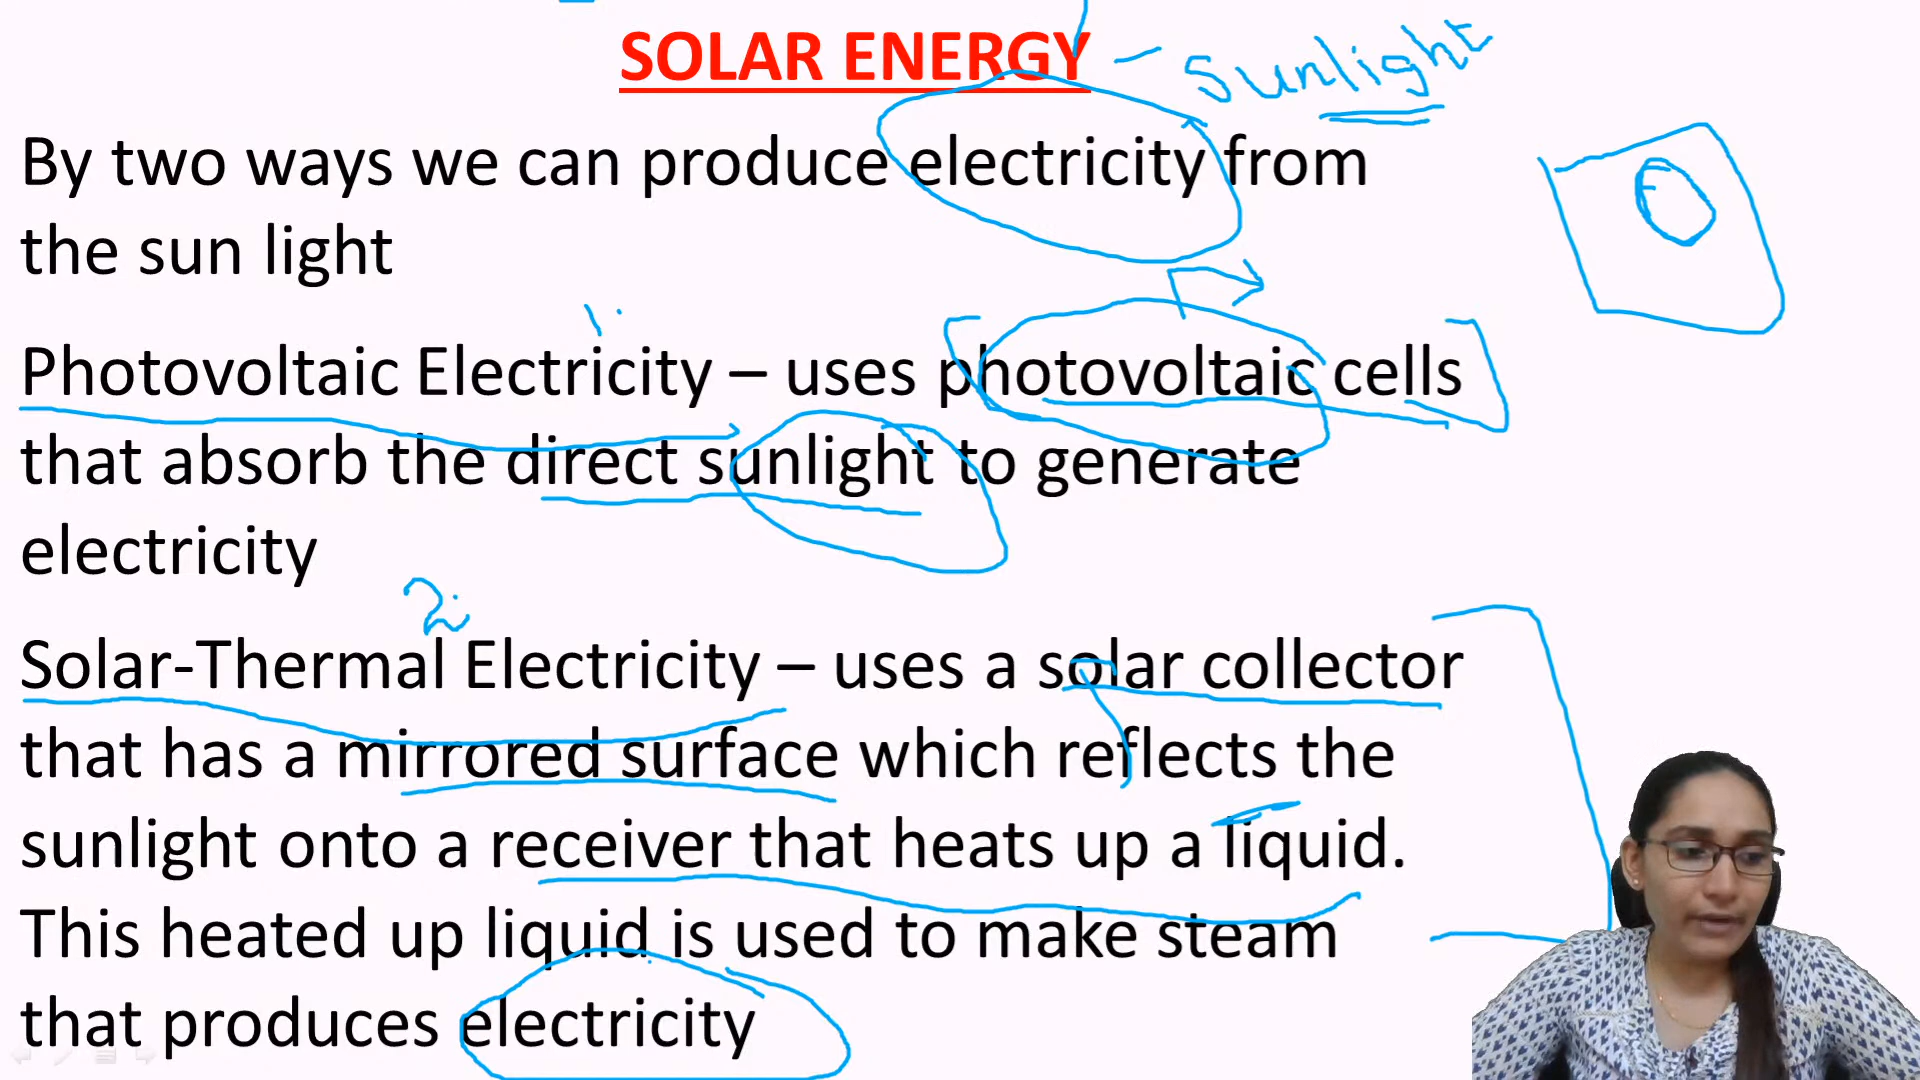 SOLAR ENERGY - Sunlight
By two ways we can produce electricity from
the sun light
1.
Photovoltaic Electricity – uses photovoltaic cells
that absorb the direct sunlight to generate
electricity
2.
Solar-Thermal Electricity – uses a solar collector
that has a mirrored surface which reflects the
sunlight onto a receiver that heats up a liquid.
This heated up liquid is used to make steam
that produces electricity